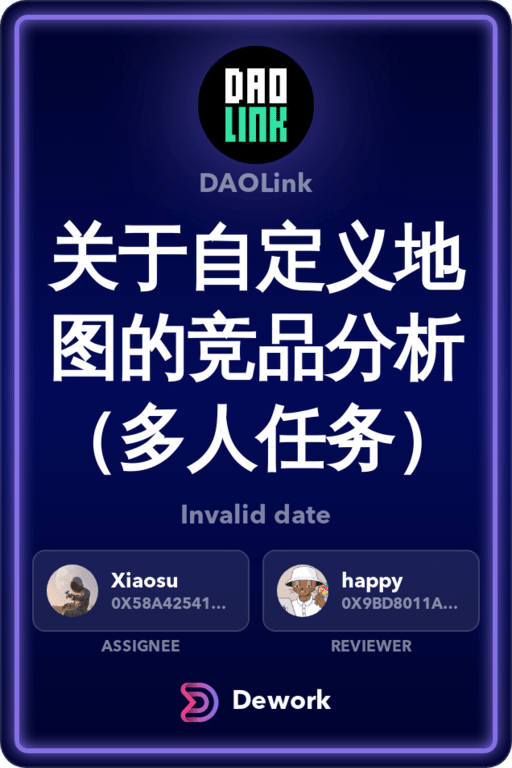 DAO
LINK
DAOLink
关于自定义地
图的竞品分析
（多人任务）
Invalid date
Xiaosu
0X58A42541...
happy
0X9BD8011A...
ASSIGNEE
REVIEWER
Dework